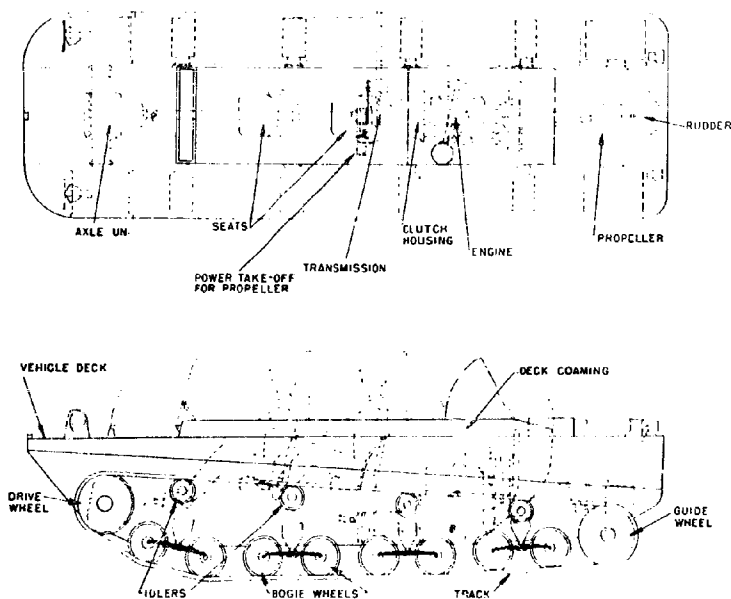 RUDDER
AXLE UN
SEATS
CLUTCH
HOUSING
ENGINE
PROPELLER
TRANSMISSION
POWER TAKE-OFF
FOR PROPELLER
VEHICLE DECK
DECK COAMING
DRIVE
WHEEL
GUIDE
WHEEL
IDLERS
BOGIE WHEELS
TRACK